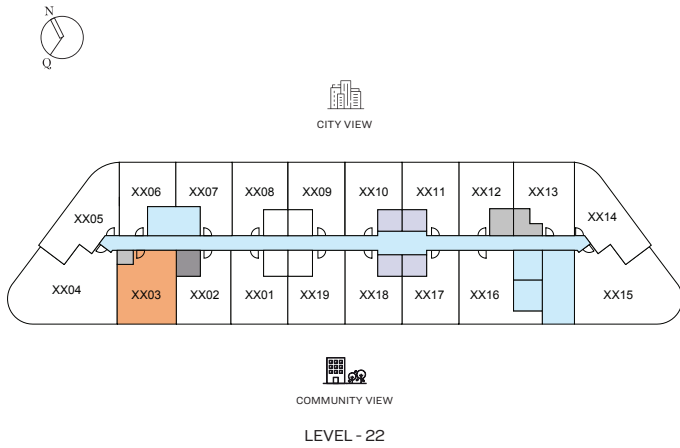 N
Q
CITY VIEW
XX06 XX07 XX08 XX09 XX10 XX11 XX12 XX13
XX05 XX14
XX04 XX03 XX02 XX01 XX19 XX18 XX17 XX16 XX15
COMMUNITY VIEW
LEVEL - 22